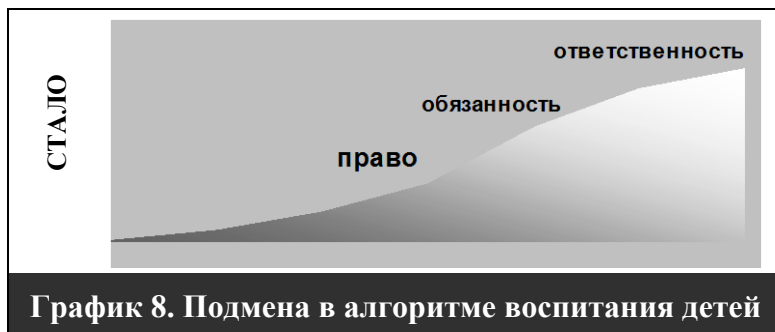 СТАЛО
ответственность
обязанность
право
График 8. Подмена в алгоритме воспитания детей